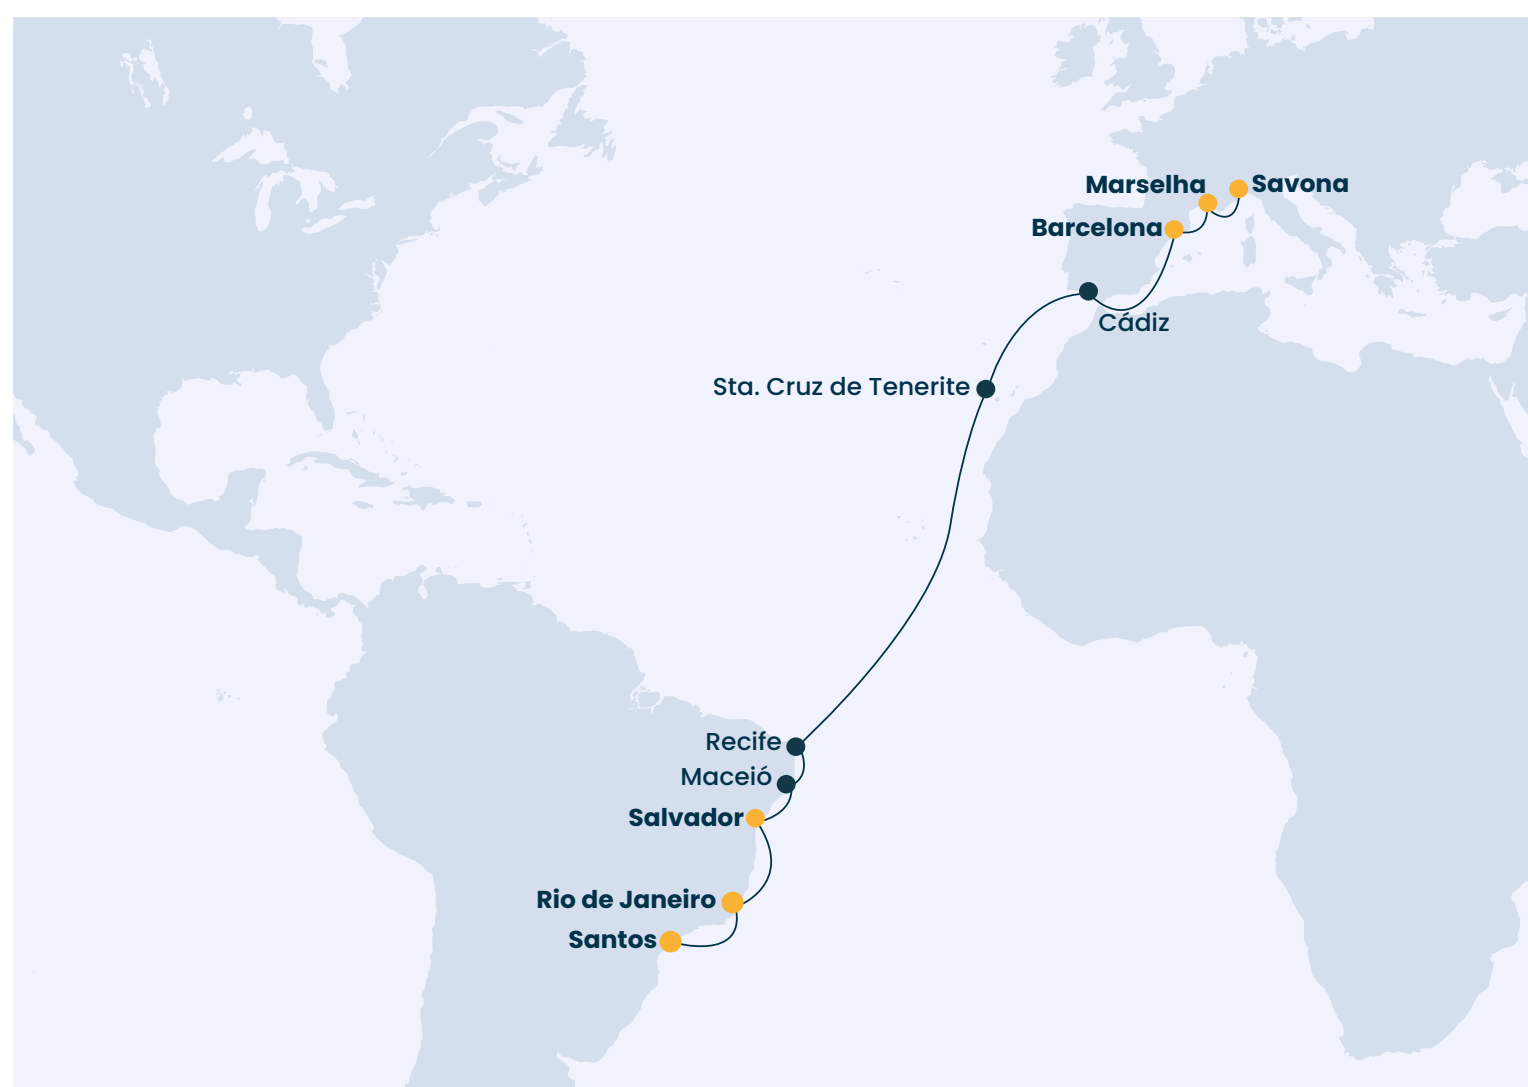 Marselha
Savona
Barcelona
Cádiz
Sta. Cruz de Tenerite
Recife
Maceió
Salvador
Rio de Janeiro
Santos